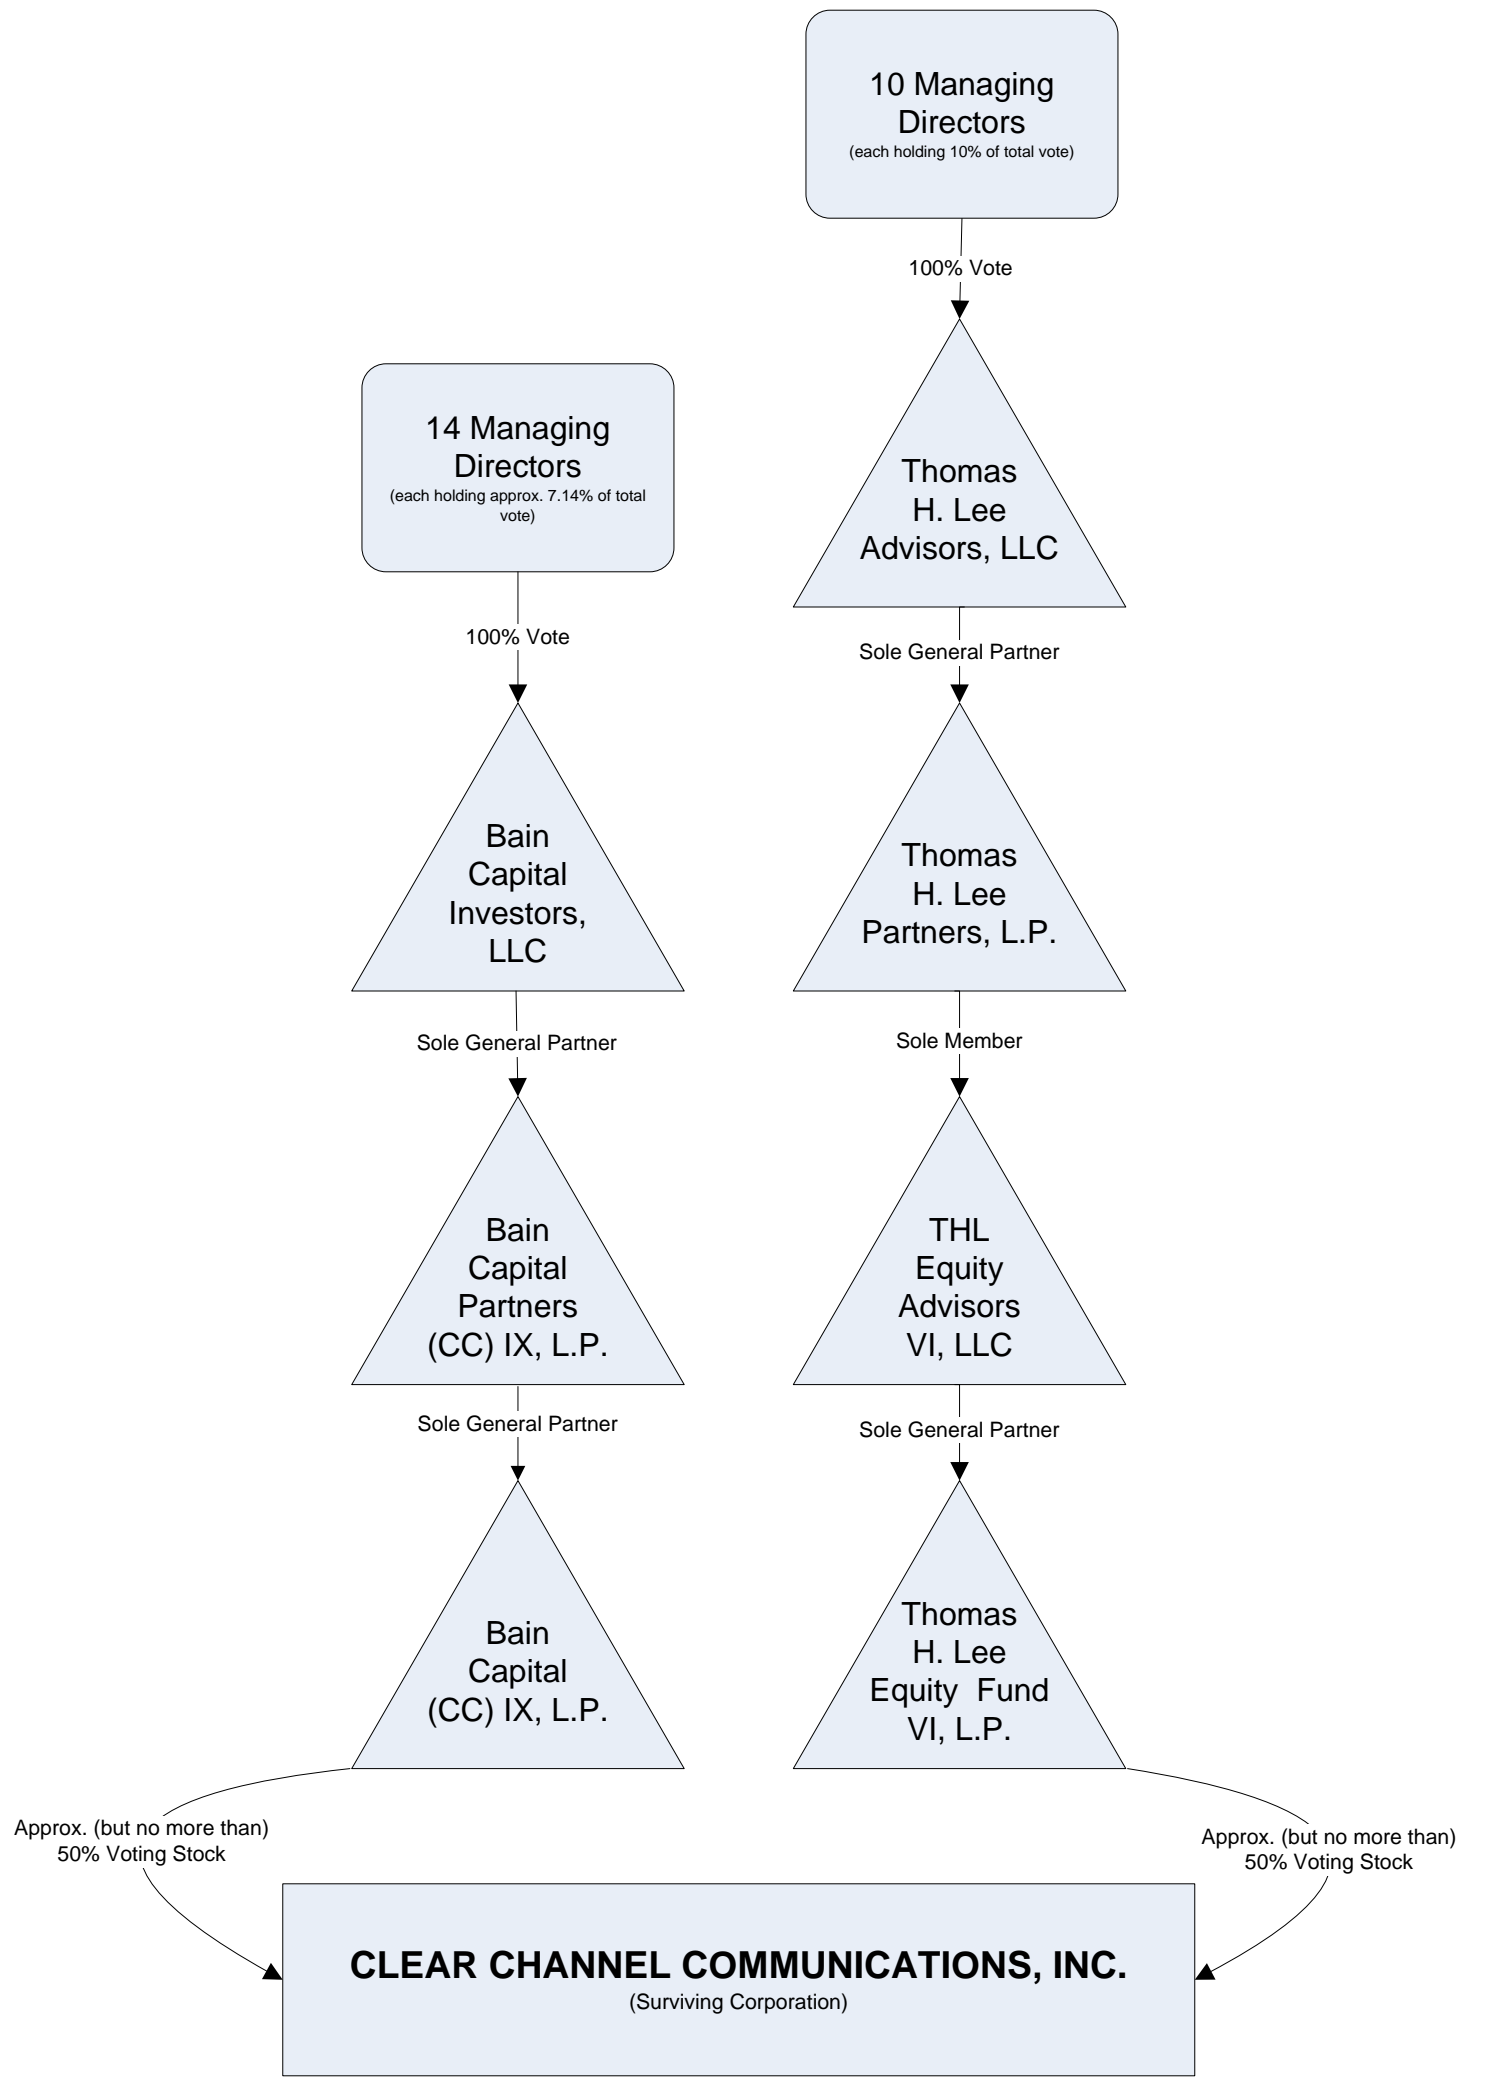 10 Managing
Directors
(each holding 10% of total vote)
100% Vote
Thomas
H. Lee
Advisors, LLC
Sole General Partner
Thomas
H. Lee
Partners, L.P.
Sole Member
THL
Equity
Advisors
VI, LLC
Sole General Partner
Thomas
H. Lee
Equity Fund
VI, L.P.
Approx. (but no more than)
50% Voting Stock
14 Managing
Directors
(each holding approx. 7.14% of total
vote)
100% Vote
Bain
Capital
Investors,
LLC
Sole General Partner
Bain
Capital
Partners
(CC) IX, L.P.
Sole General Partner
Bain
Capital
(CC) IX, L.P.
Approx. (but no more than)
50% Voting Stock
CLEAR CHANNEL COMMUNICATIONS, INC.
(Surviving Corporation)